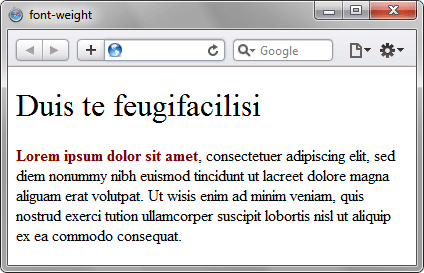 font-weight
Google
Duis te feugifacilisi
Lorem ipsum dolor sit amet, consectetuer adipiscing elit, sed
diem nonummy nibh euismod tincidunt ut lacreet dolore magna
aliguam erat volutpat. Ut wisis enim ad minim veniam, quis
nostrud exerci tution ullamcorper suscipit lobortis nisl ut aliquip
ex ea commodo consequat.